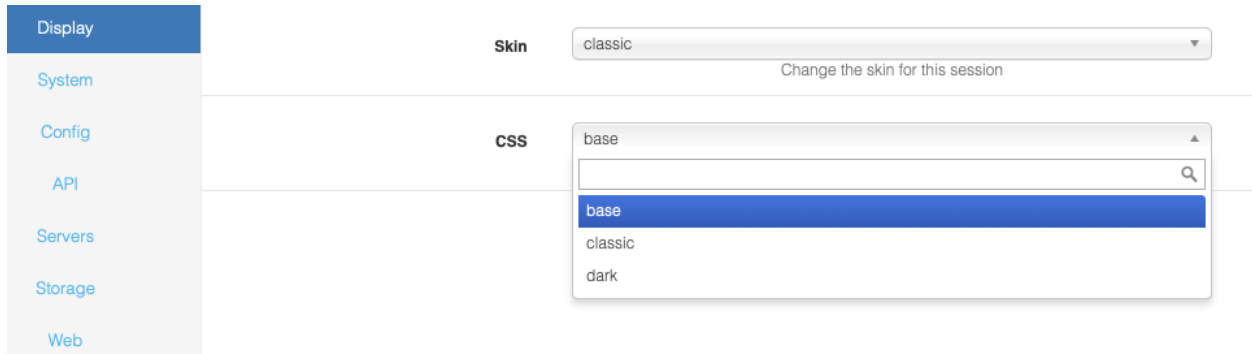 Display
System
Config
API
Servers
Storage
Web
Skin
classic
Change the skin for this session
CSS
base
base
classic
dark